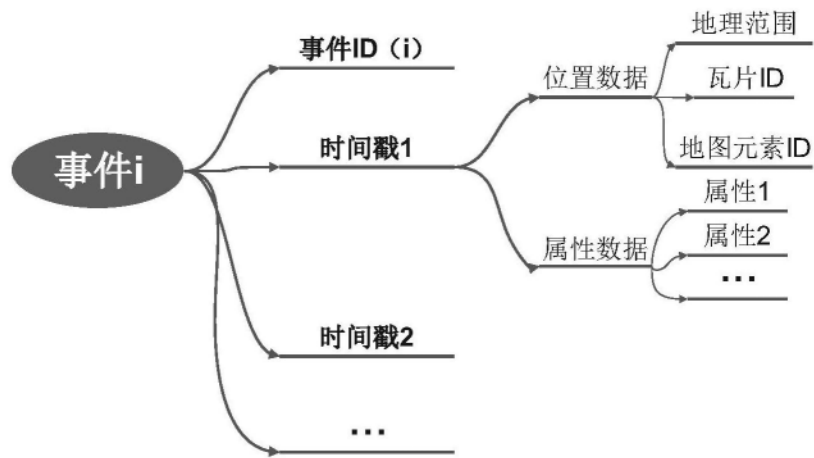 事件i
事件ID（i）
时间戳1
位置数据
地理范围
瓦片ID
地图元素ID
属性数据
属性1
属性2
...
时间戳2
...